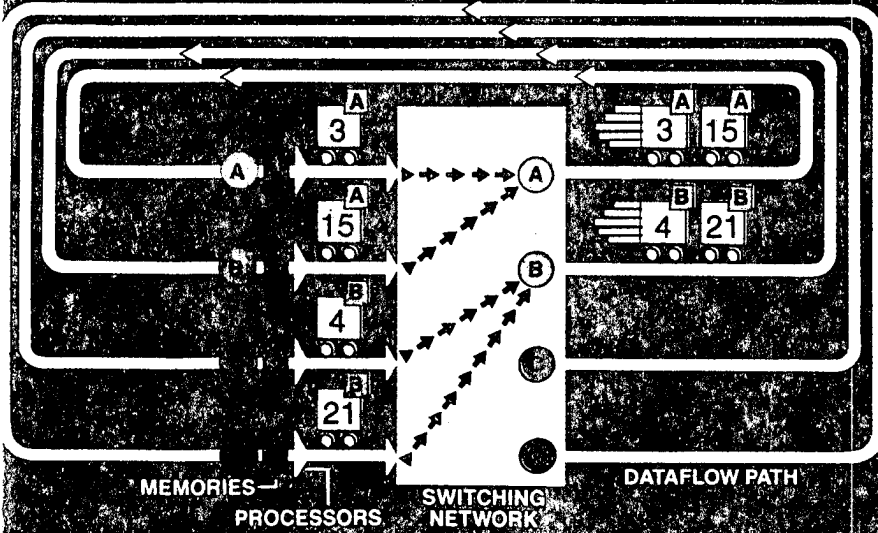 A
3
A
A
3 15
A
A
A
15
B
B
4 21
B
B
B
4
B
21
MEMORIES
DATAFLOW PATH
PROCESSORS
SWITCHING
NETWORK